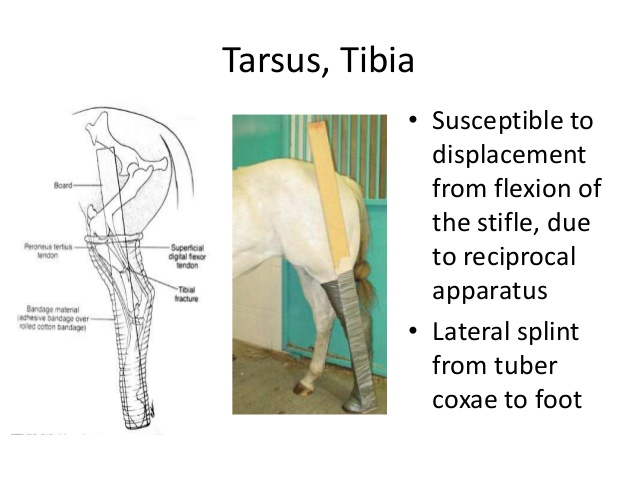 Tarsus, Tibia
Board
Peroneus tertius
tendon
Superficial
digital flexor
tendon
Tibial
fracture
Bandage material
(adhesive bandage over
rolled cotton bandage)
• Susceptible to
displacement
from flexion of
the stifle, due
to reciprocal
apparatus
• Lateral splint
from tuber
coxae to foot